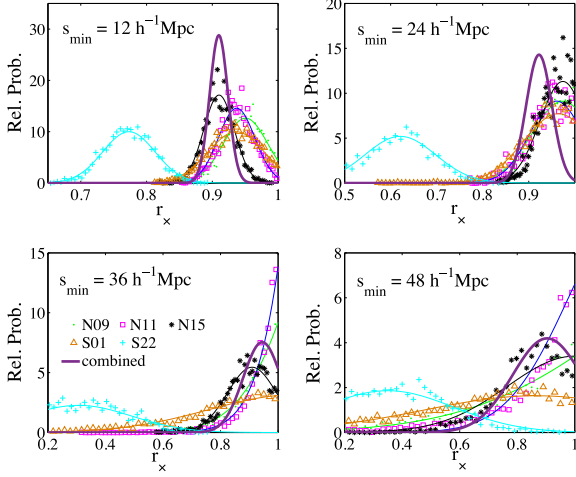 s_min = 12 h⁻¹Mpc
Rel. Prob.
30
20
10
0
0.7 0.8 0.9 1
r_×
s_min = 24 h⁻¹Mpc
Rel. Prob.
20
15
10
5
0
0.5 0.6 0.7 0.8 0.9
r_×
s_min = 36 h⁻¹Mpc
Rel. Prob.
15
10
5
0
N09 N11 N15
S01 S22
combined
0.2 0.4 0.6 0.8 1
r_×
s_min = 48 h⁻¹Mpc
Rel. Prob.
8
6
4
2
0
0.2 0.4 0.6 0.8 1
r_×